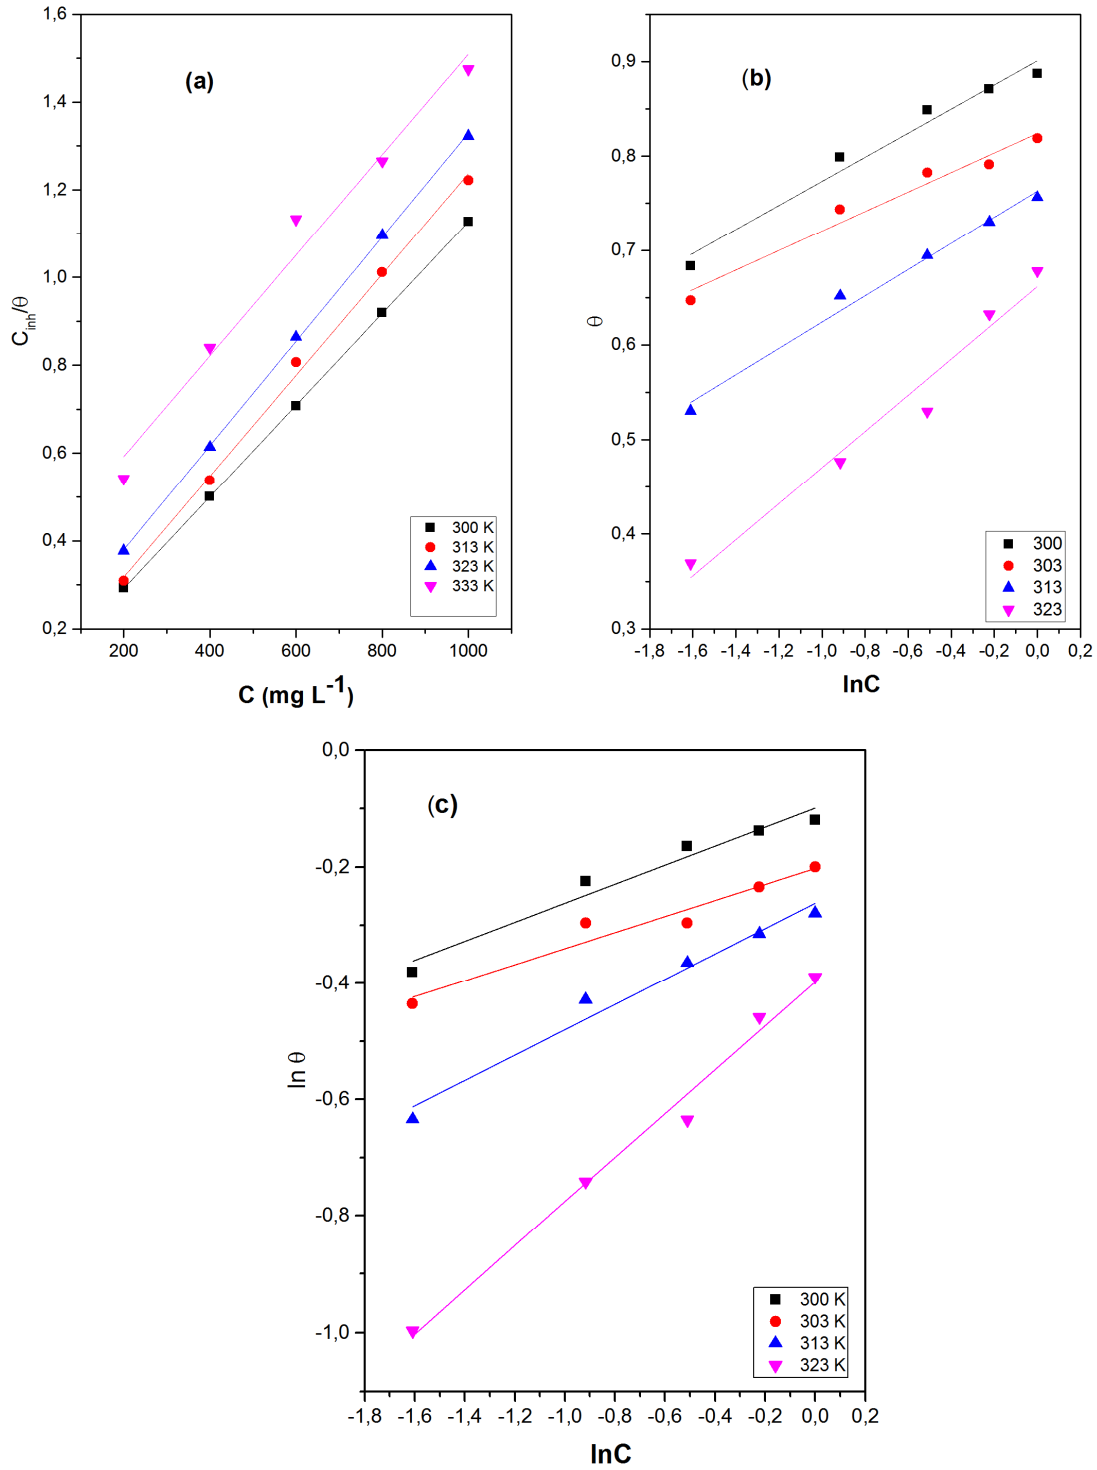 (a)
1,6
1,4
1,2
1,0
0,8
0,6
0,4
0,2
C_inh/θ
200 400 600 800 1000
C (mg L^-1)
300 K
313 K
323 K
333 K
(b)
0,9
0,8
0,7
0,6
0,5
0,4
0,3
θ
-1,8 -1,6 -1,4 -1,2 -1,0 -0,8 -0,6 -0,4 -0,2 0,0 0,2
lnC
300
303
313
323
(c)
0,0
-0,2
-0,4
-0,6
-0,8
-1,0
ln θ
-1,8 -1,6 -1,4 -1,2 -1,0 -0,8 -0,6 -0,4 -0,2 0,0 0,2
lnC
300 K
303 K
313 K
323 K